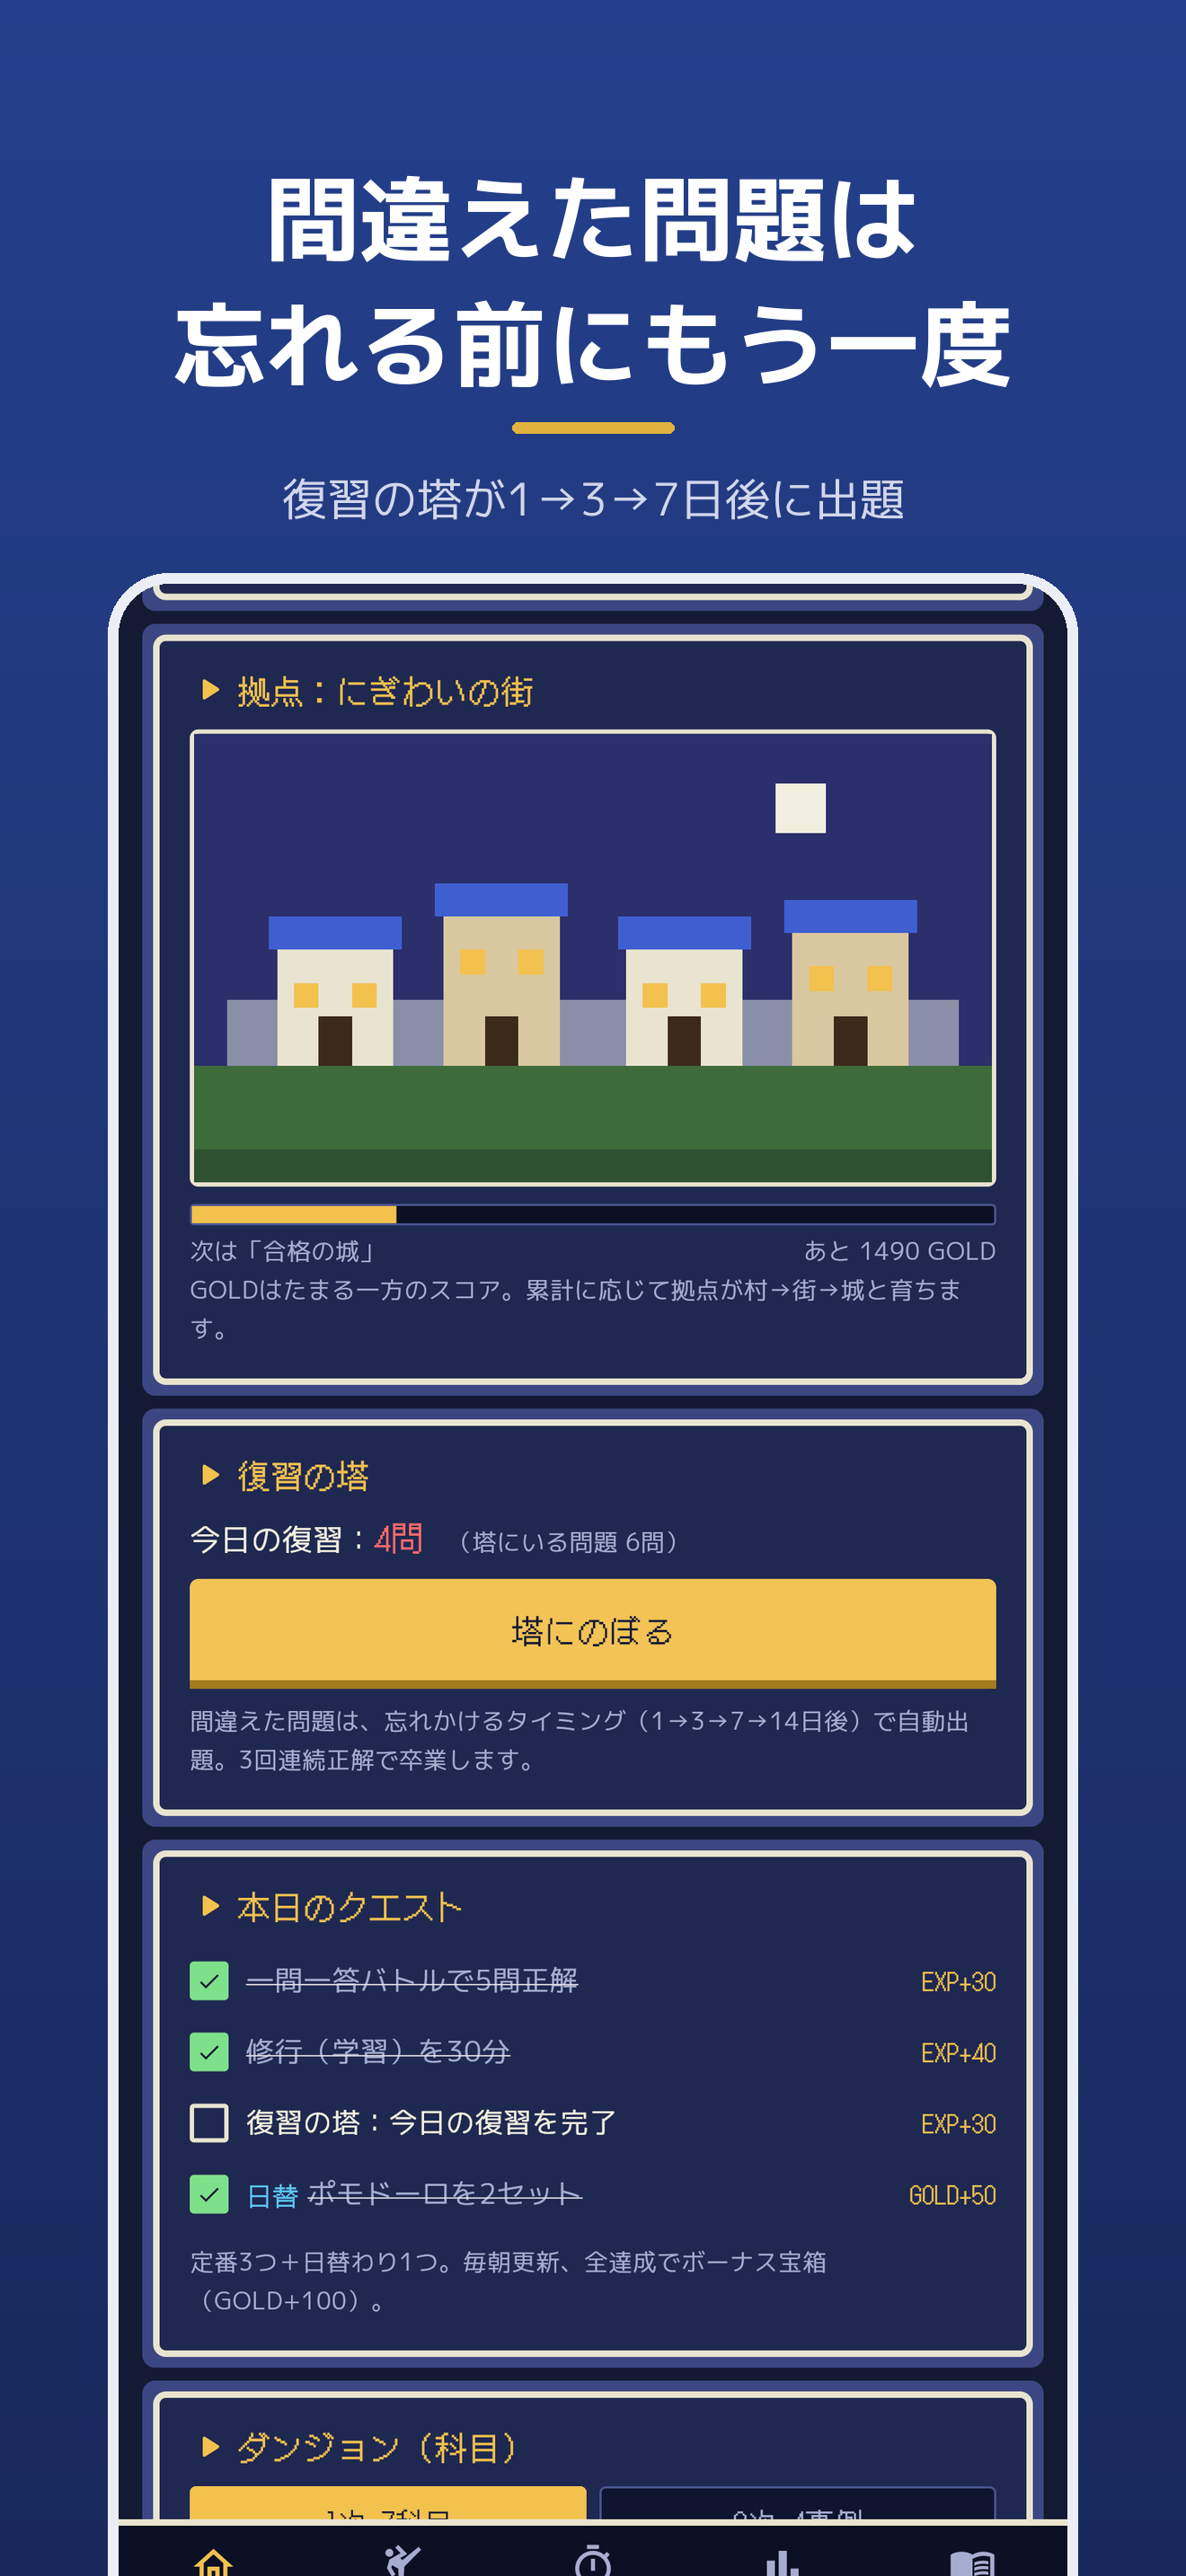 間違えた問題は
忘れる前にもう一度
復習の塔が1→3→7日後に出題
拠点：にぎわいの街
次は「合格の城」 あと 1490 GOLD
GOLDはたまる一方のスコア。累計に応じて拠点が村→街→城と育ちま
す。
復習の塔
今日の復習：4問 （塔にいる問題 6問）
塔にのぼる
間違えた問題は、忘れかけるタイミング（1→3→7→14日後）で自動出
題。3回連続正解で卒業します。
本日のクエスト
一問一答バトルで5問正解 EXP+30
修行（学習）を30分 EXP+40
復習の塔：今日の復習を完了 EXP+30
日替 ポモドーロを2セット GOLD+50
定番3つ＋日替わり1つ。毎朝更新、全達成でボーナス宝箱
（GOLD+100）。
ダンジョン（科目）